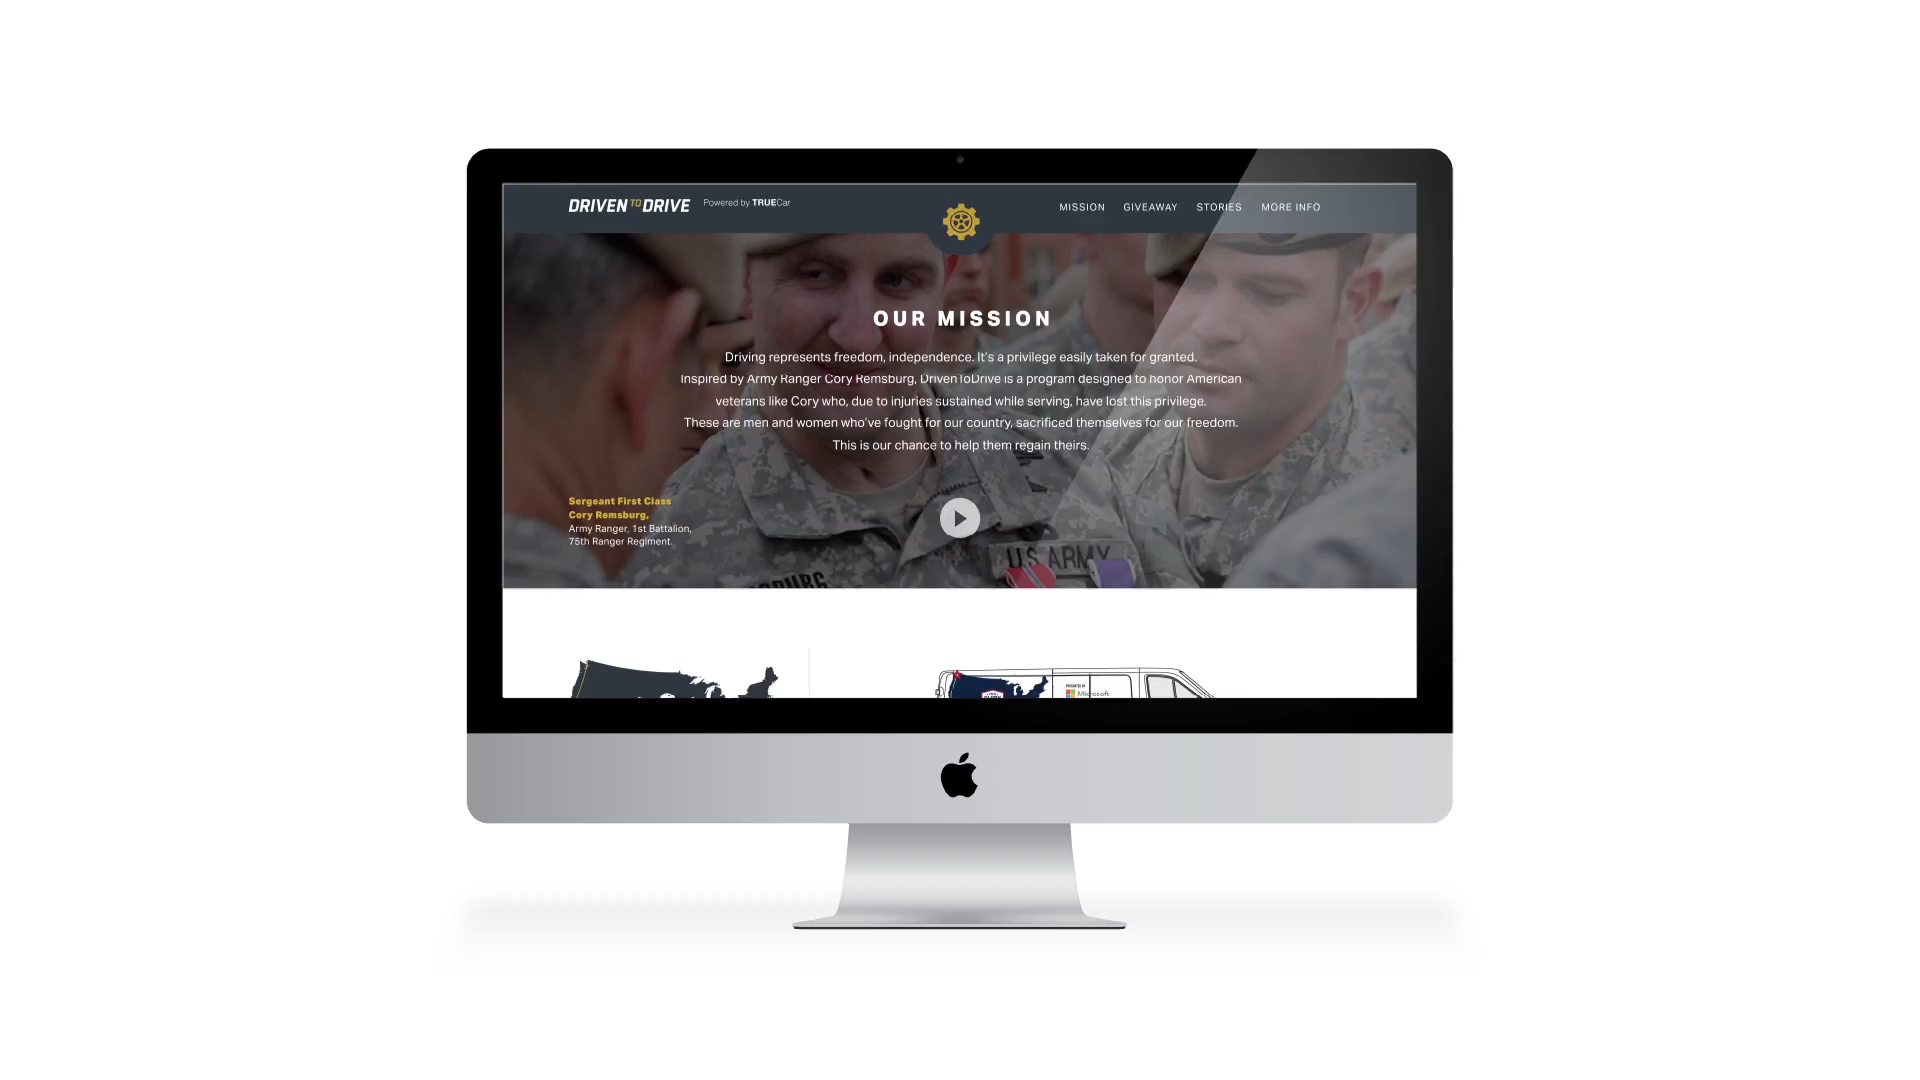 DRIVEN TO DRIVE Powered by TRUECar
MISSION GIVEAWAY STORIES MORE INFO
OUR MISSION
Driving represents freedom, independence. It's a privilege easily taken for granted.
Inspired by Army Ranger Cory Remsburg, DrivenToDrive is a program designed to honor American
veterans like Cory who, due to injuries sustained while serving, have lost this privilege.
These are men and women who've fought for our country, sacrificed themselves for our freedom.
This is our chance to help them regain theirs.
Sergeant First Class
Cory Remsburg,
Army Ranger, 1st Battalion,
75th Ranger Regiment.
U.S. ARMY
PRESENTED BY
Microsoft